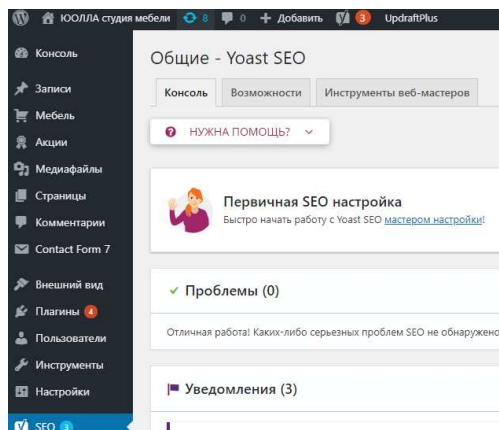 ЮОЛЛА студия мебели 8 0 + Добавить 3 UpdraftPlus
Консоль
Записи
Мебель
Акции
Медиафайлы
Страницы
Комментарии
Contact Form 7
Внешний вид
Плагины 4
Пользователи
Инструменты
Настройки
SEO 3
Общие - Yoast SEO
Консоль Возможности Инструменты веб-мастеров
НУЖНА ПОМОЩЬ?
Первичная SEO настройка
Быстро начать работу с Yoast SEO мастером настройки!
Проблемы (0)
Отличная работа! Каких-либо серьезных проблем SEO не обнаружено
Уведомления (3)